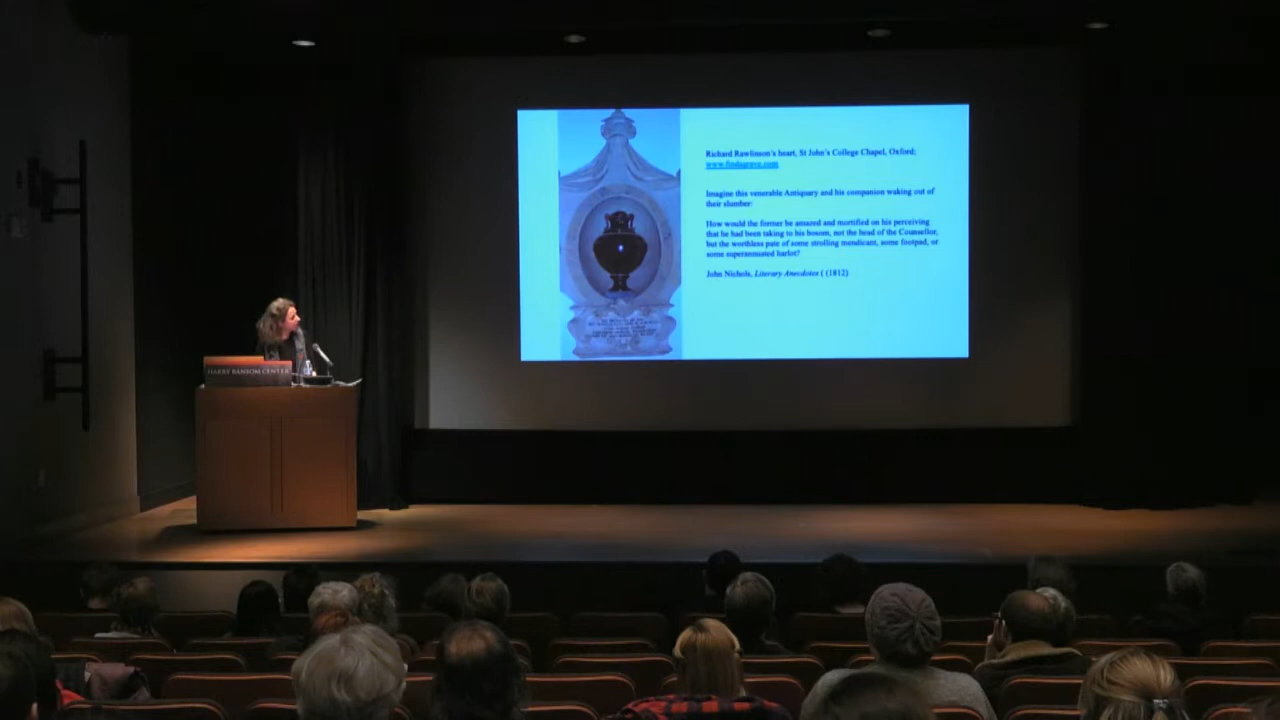 Richard Rawlinson's heart, St John's College Chapel, Oxford;
www.findagrave.com
Imagine this venerable Antiquary and his companion waking out of
their slumber:
How would the former be amazed and mortified on his perceiving
that he had been taking to his bosom, not the head of the Counsellor,
but the worthless pate of some strolling mendicant, some footpad, or
some superannuated harlot?
John Nichols, Literary Anecdotes ( (1812)
HARRY RANSOM CENTER